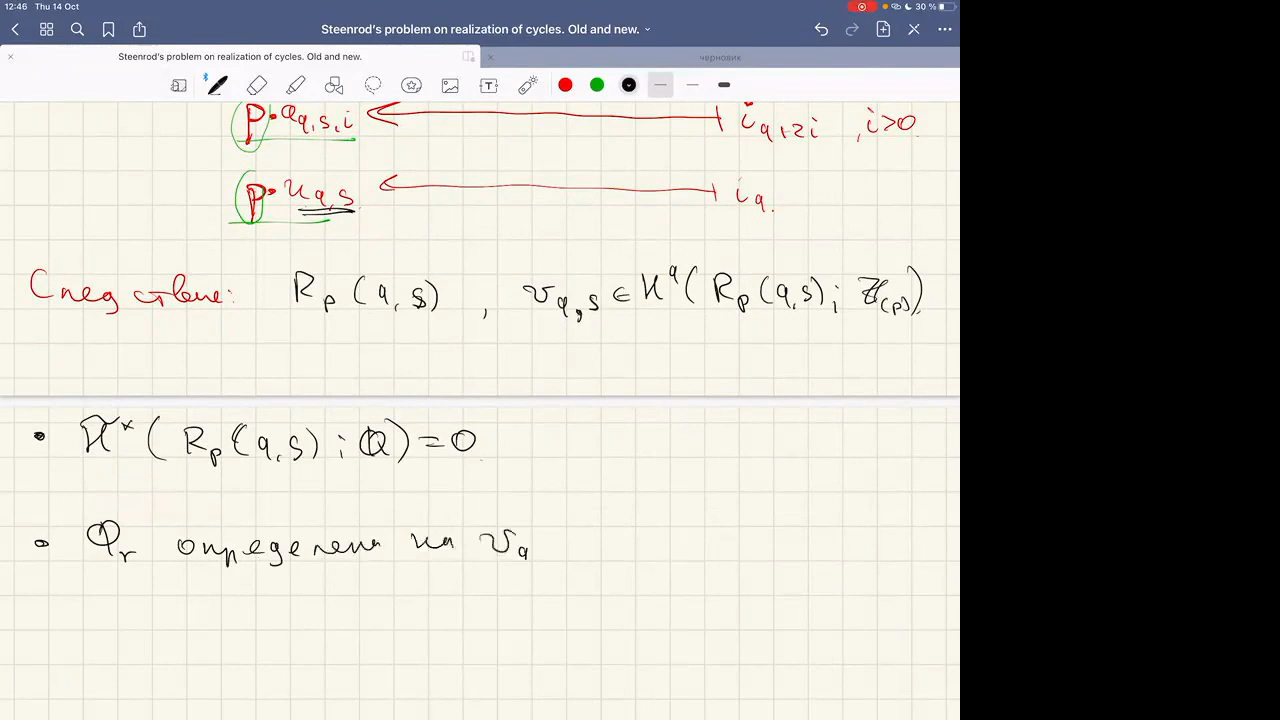 12:46 Thu 14 Oct 30 %
Steenrod's problem on realization of cycles. Old and new.
Steenrod's problem on realization of cycles. Old and new.
черновик
p · a_{q,s,i} ⟵ i_{q+2i} , i>0
p · u_{q,s} ⟵ i_q.
Следствие: R_p(q,s) , v_{q,s} ∈ H^q(R_p(q,s); ℤ_{(p)})
• H̃^*(R_p(q,s); ℚ) = 0
• Φ_r определена на v_q